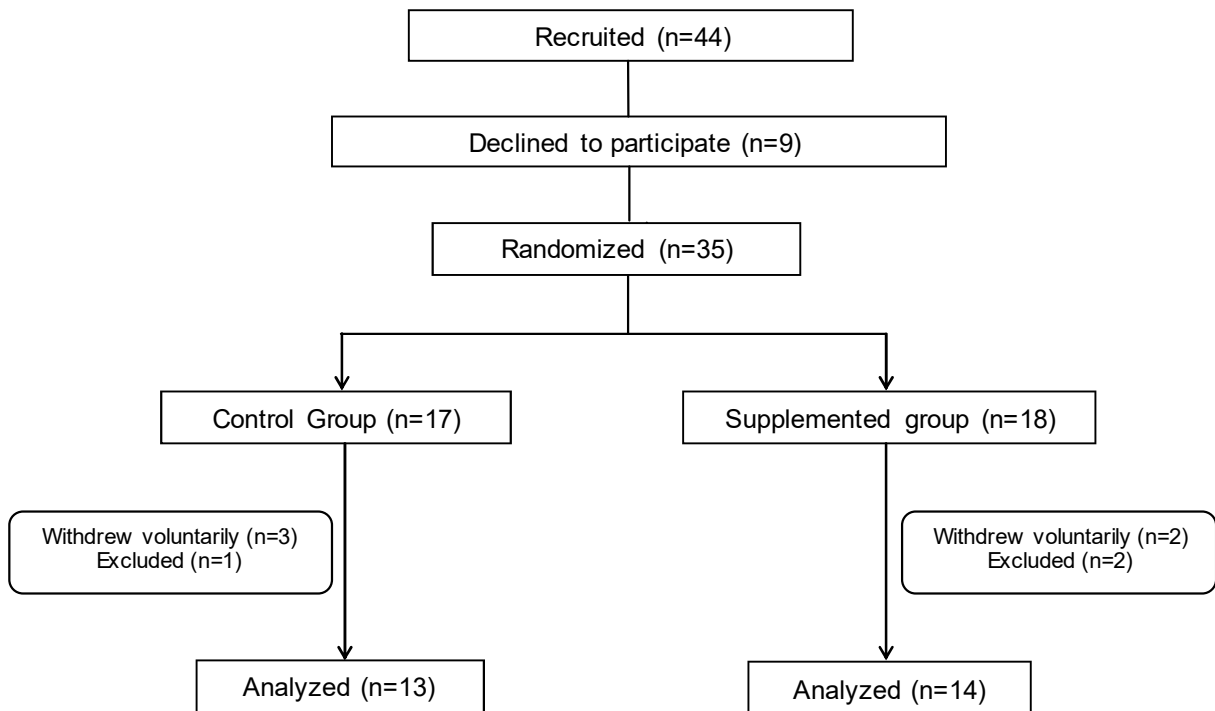 Recruited (n=44)
Declined to participate (n=9)
Randomized (n=35)
Control Group (n=17)
Supplemented group (n=18)
Withdrew voluntarily (n=3)
Excluded (n=1)
Withdrew voluntarily (n=2)
Excluded (n=2)
Analyzed (n=13)
Analyzed (n=14)